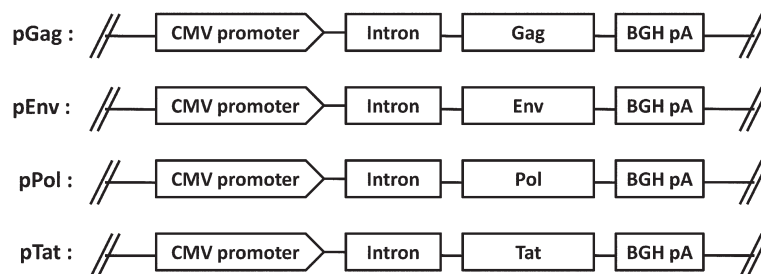 pGag : CMV promoter Intron Gag BGH pA
pEnv : CMV promoter Intron Env BGH pA
pPol : CMV promoter Intron Pol BGH pA
pTat : CMV promoter Intron Tat BGH pA